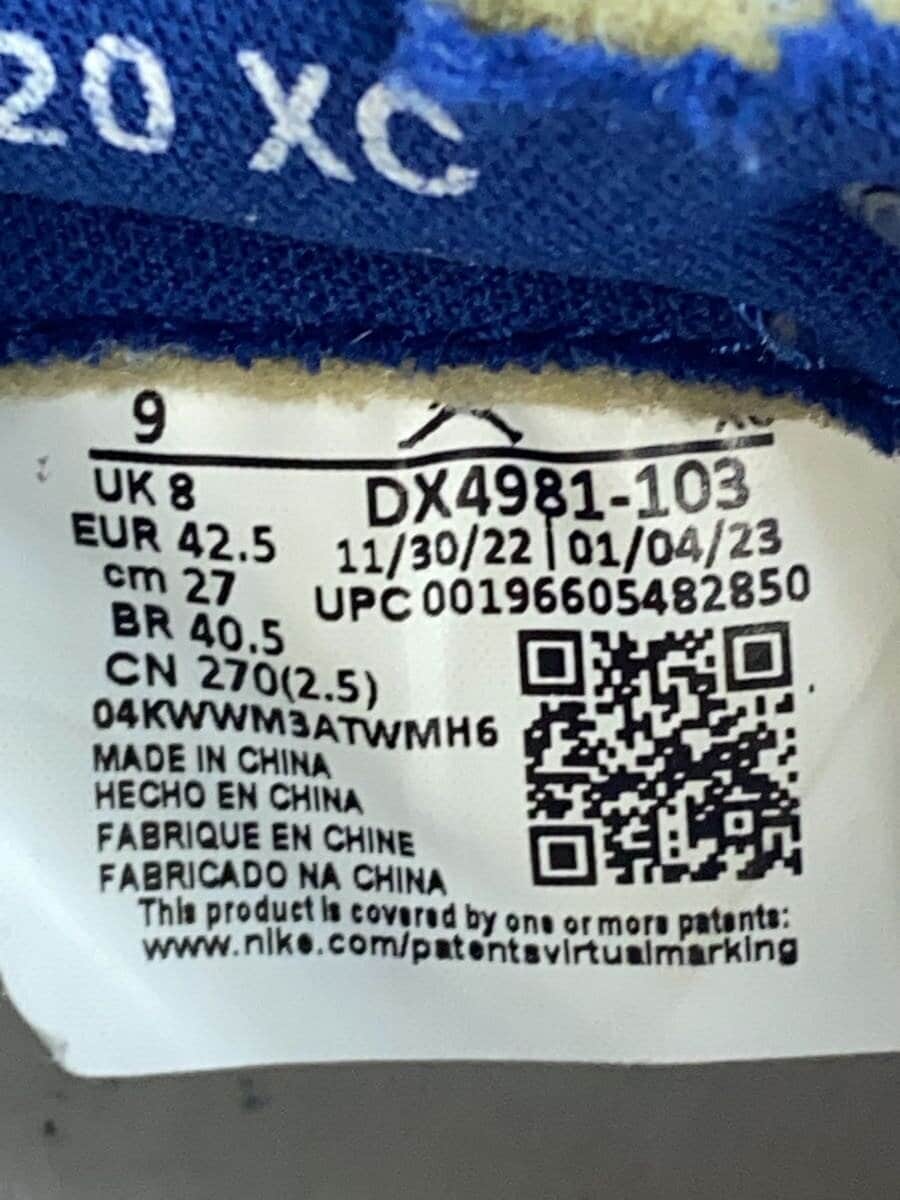 20 XC
9
UK 8
EUR 42.5
cm 27
BR 40.5
CN 270(2.5)
DX4981-103
11/30/22 | 01/04/23
UPC 00196605482850
04KWWM3ATWMH6
MADE IN CHINA
HECHO EN CHINA
FABRIQUE EN CHINE
FABRICADO NA CHINA
This product is covered by one or more patents:
www.nike.com/patentsvirtualmarking